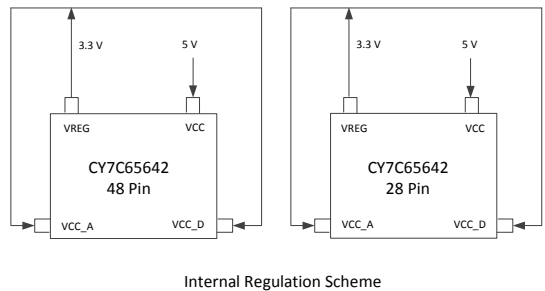 3.3 V
5 V
VREG
VCC
CY7C65642
48 Pin
VCC_A
VCC_D
3.3 V
5 V
VREG
VCC
CY7C65642
28 Pin
VCC_A
VCC_D
Internal Regulation Scheme